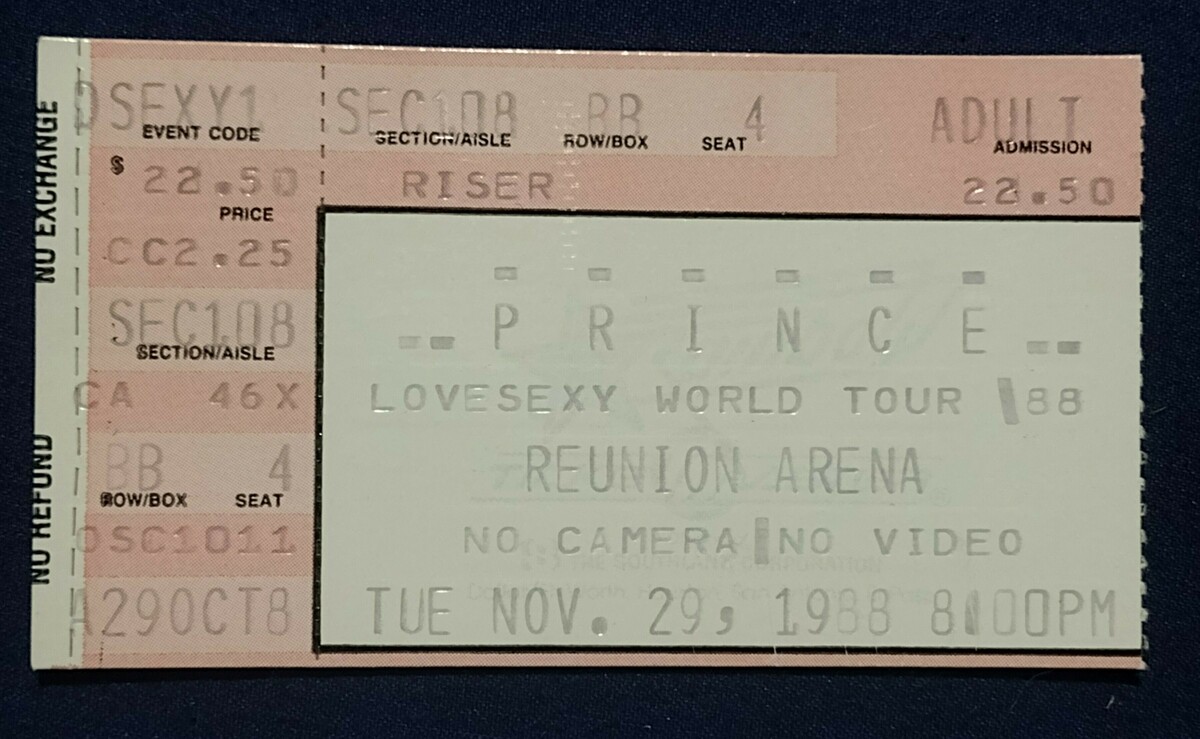 NO EXCHANGE
NO REFUND
DSEXY1
EVENT CODE
$ 22.50
PRICE
CC2.25
SEC108
SECTION/AISLE
CA 46X
BB 4
ROW/BOX SEAT
OSC1011
A29OCT8
SEC108 BB 4 ADULT
SECTION/AISLE ROW/BOX SEAT ADMISSION
RISER 22.50
-- P R I N C E --
LOVESEXY WORLD TOUR '88
REUNION ARENA
NO CAMERA NO VIDEO
TUE NOV. 29, 1988 8:00PM